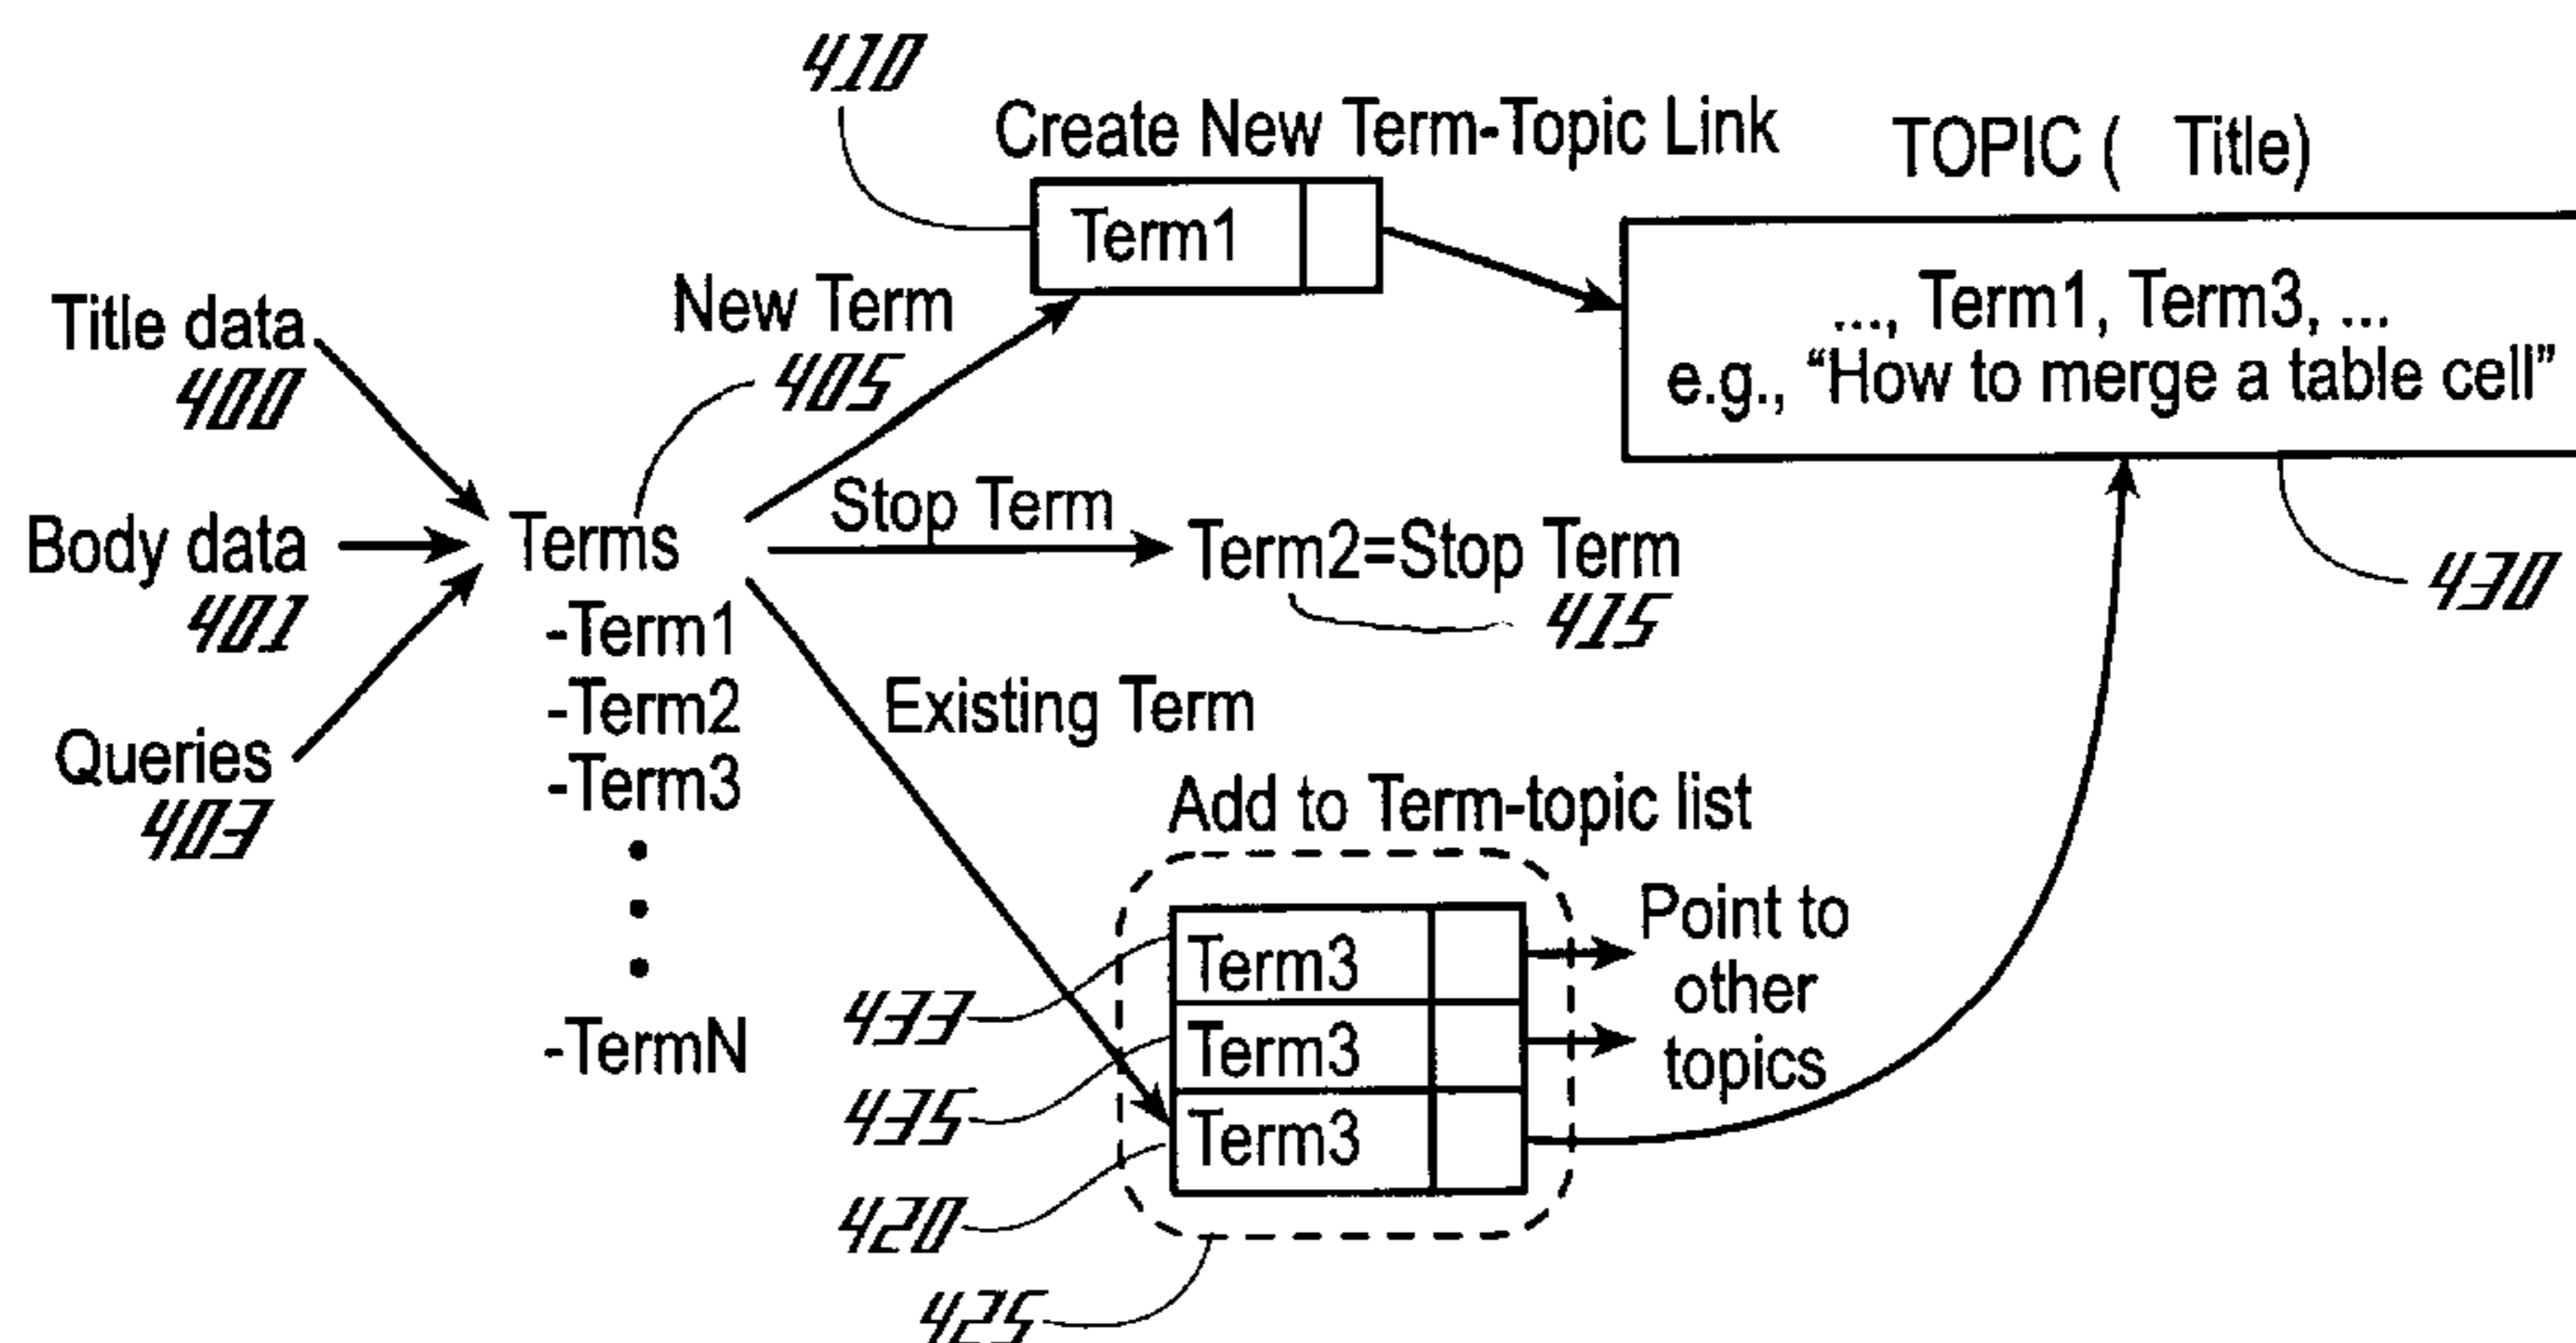 410
Create New Term-Topic Link
TOPIC ( Title)
Term1
..., Term1, Term3, ...
e.g., “How to merge a table cell”
430
Title data
400
New Term
405
Body data
401
Queries
403
Terms
-Term1
-Term2
-Term3
-TermN
Stop Term
Term2=Stop Term
415
Existing Term
Add to Term-topic list
Term3
Term3
Term3
Point to
other
topics
433
435
420
425